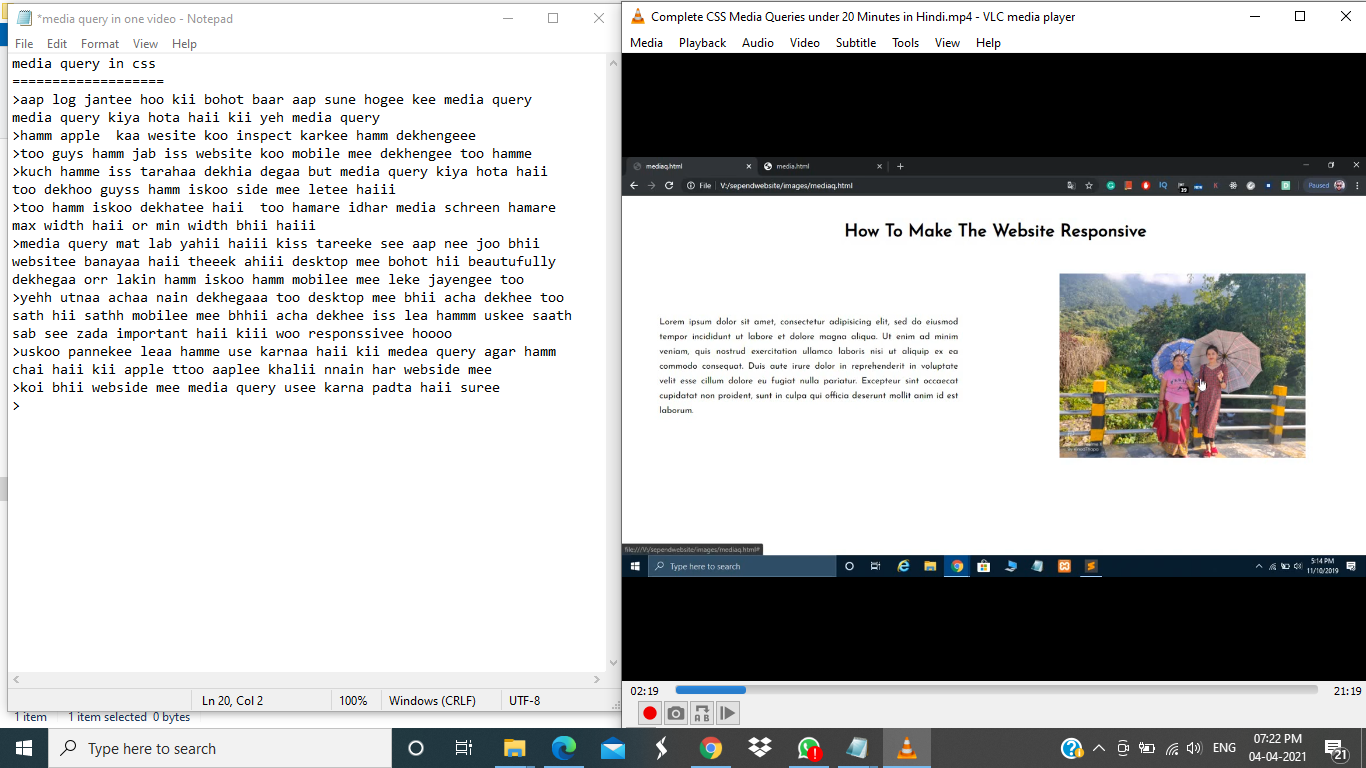 *media query in one video - Notepad
File Edit Format View Help
media query in css
===================
>aap log jantee hoo kii bohot baar aap sune hogee kee media query
media query kiya hota haii kii yeh media query
>hamm apple  kaa wesite koo inspect karkee hamm dekhengeee
>too guys hamm jab iss website koo mobile mee dekhengee too hamme
>kuch hamme iss tarahaa dekhia degaa but media query kiya hota haii
too dekhoo guyss hamm iskoo side mee letee haiii
>too hamm iskoo dekhatee haii  too hamare idhar media schreen hamare
max width haii or min width bhii haiii
>media query mat lab yahii haiii kiss tareeke see aap nee joo bhii
websitee banayaa haii theeek ahiii desktop mee bohot hii beautufully
dekhegaa orr lakin hamm iskoo hamm mobilee mee leke jayengee too
>yehh utnaa achaa nain dekhegaaa too desktop mee bhii acha dekhee too
sath hii sathh mobilee mee bhhii acha dekhee iss lea hammm uskee saath
sab see zada important haii kiii woo responssivee hoooo
>uskoo pannekee leaa hamme use karnaa haii kii medea query agar hamm
chai haii kii apple ttoo aaplee khalii nnain har webside mee
>koi bhii webside mee media query usee karna padta haii suree
>
Ln 20, Col 2 100% Windows (CRLF) UTF-8
1 item 1 item selected 0 bytes
Complete CSS Media Queries under 20 Minutes in Hindi.mp4 - VLC media player
Media Playback Audio Video Subtitle Tools View Help
mediaq.html media.html
File V:/sependwebsite/images/mediaq.html Paused
How To Make The Website Responsive
Lorem ipsum dolor sit amet, consectetur adipisicing elit, sed do eiusmod
tempor incididunt ut labore et dolore magna aliqua. Ut enim ad minim
veniam, quis nostrud exercitation ullamco laboris nisi ut aliquip ex ea
commodo consequat. Duis aute irure dolor in reprehenderit in voluptate
velit esse cillum dolore eu fugiat nulla pariatur. Excepteur sint occaecat
cupidatat non proident, sunt in culpa qui officia deserunt mollit anim id est
laborum.
file:///V:/sependwebsite/images/mediaq.html#
Type here to search
5:14 PM
11/10/2019
02:19 21:19
Type here to search
ENG
07:22 PM
04-04-2021
21